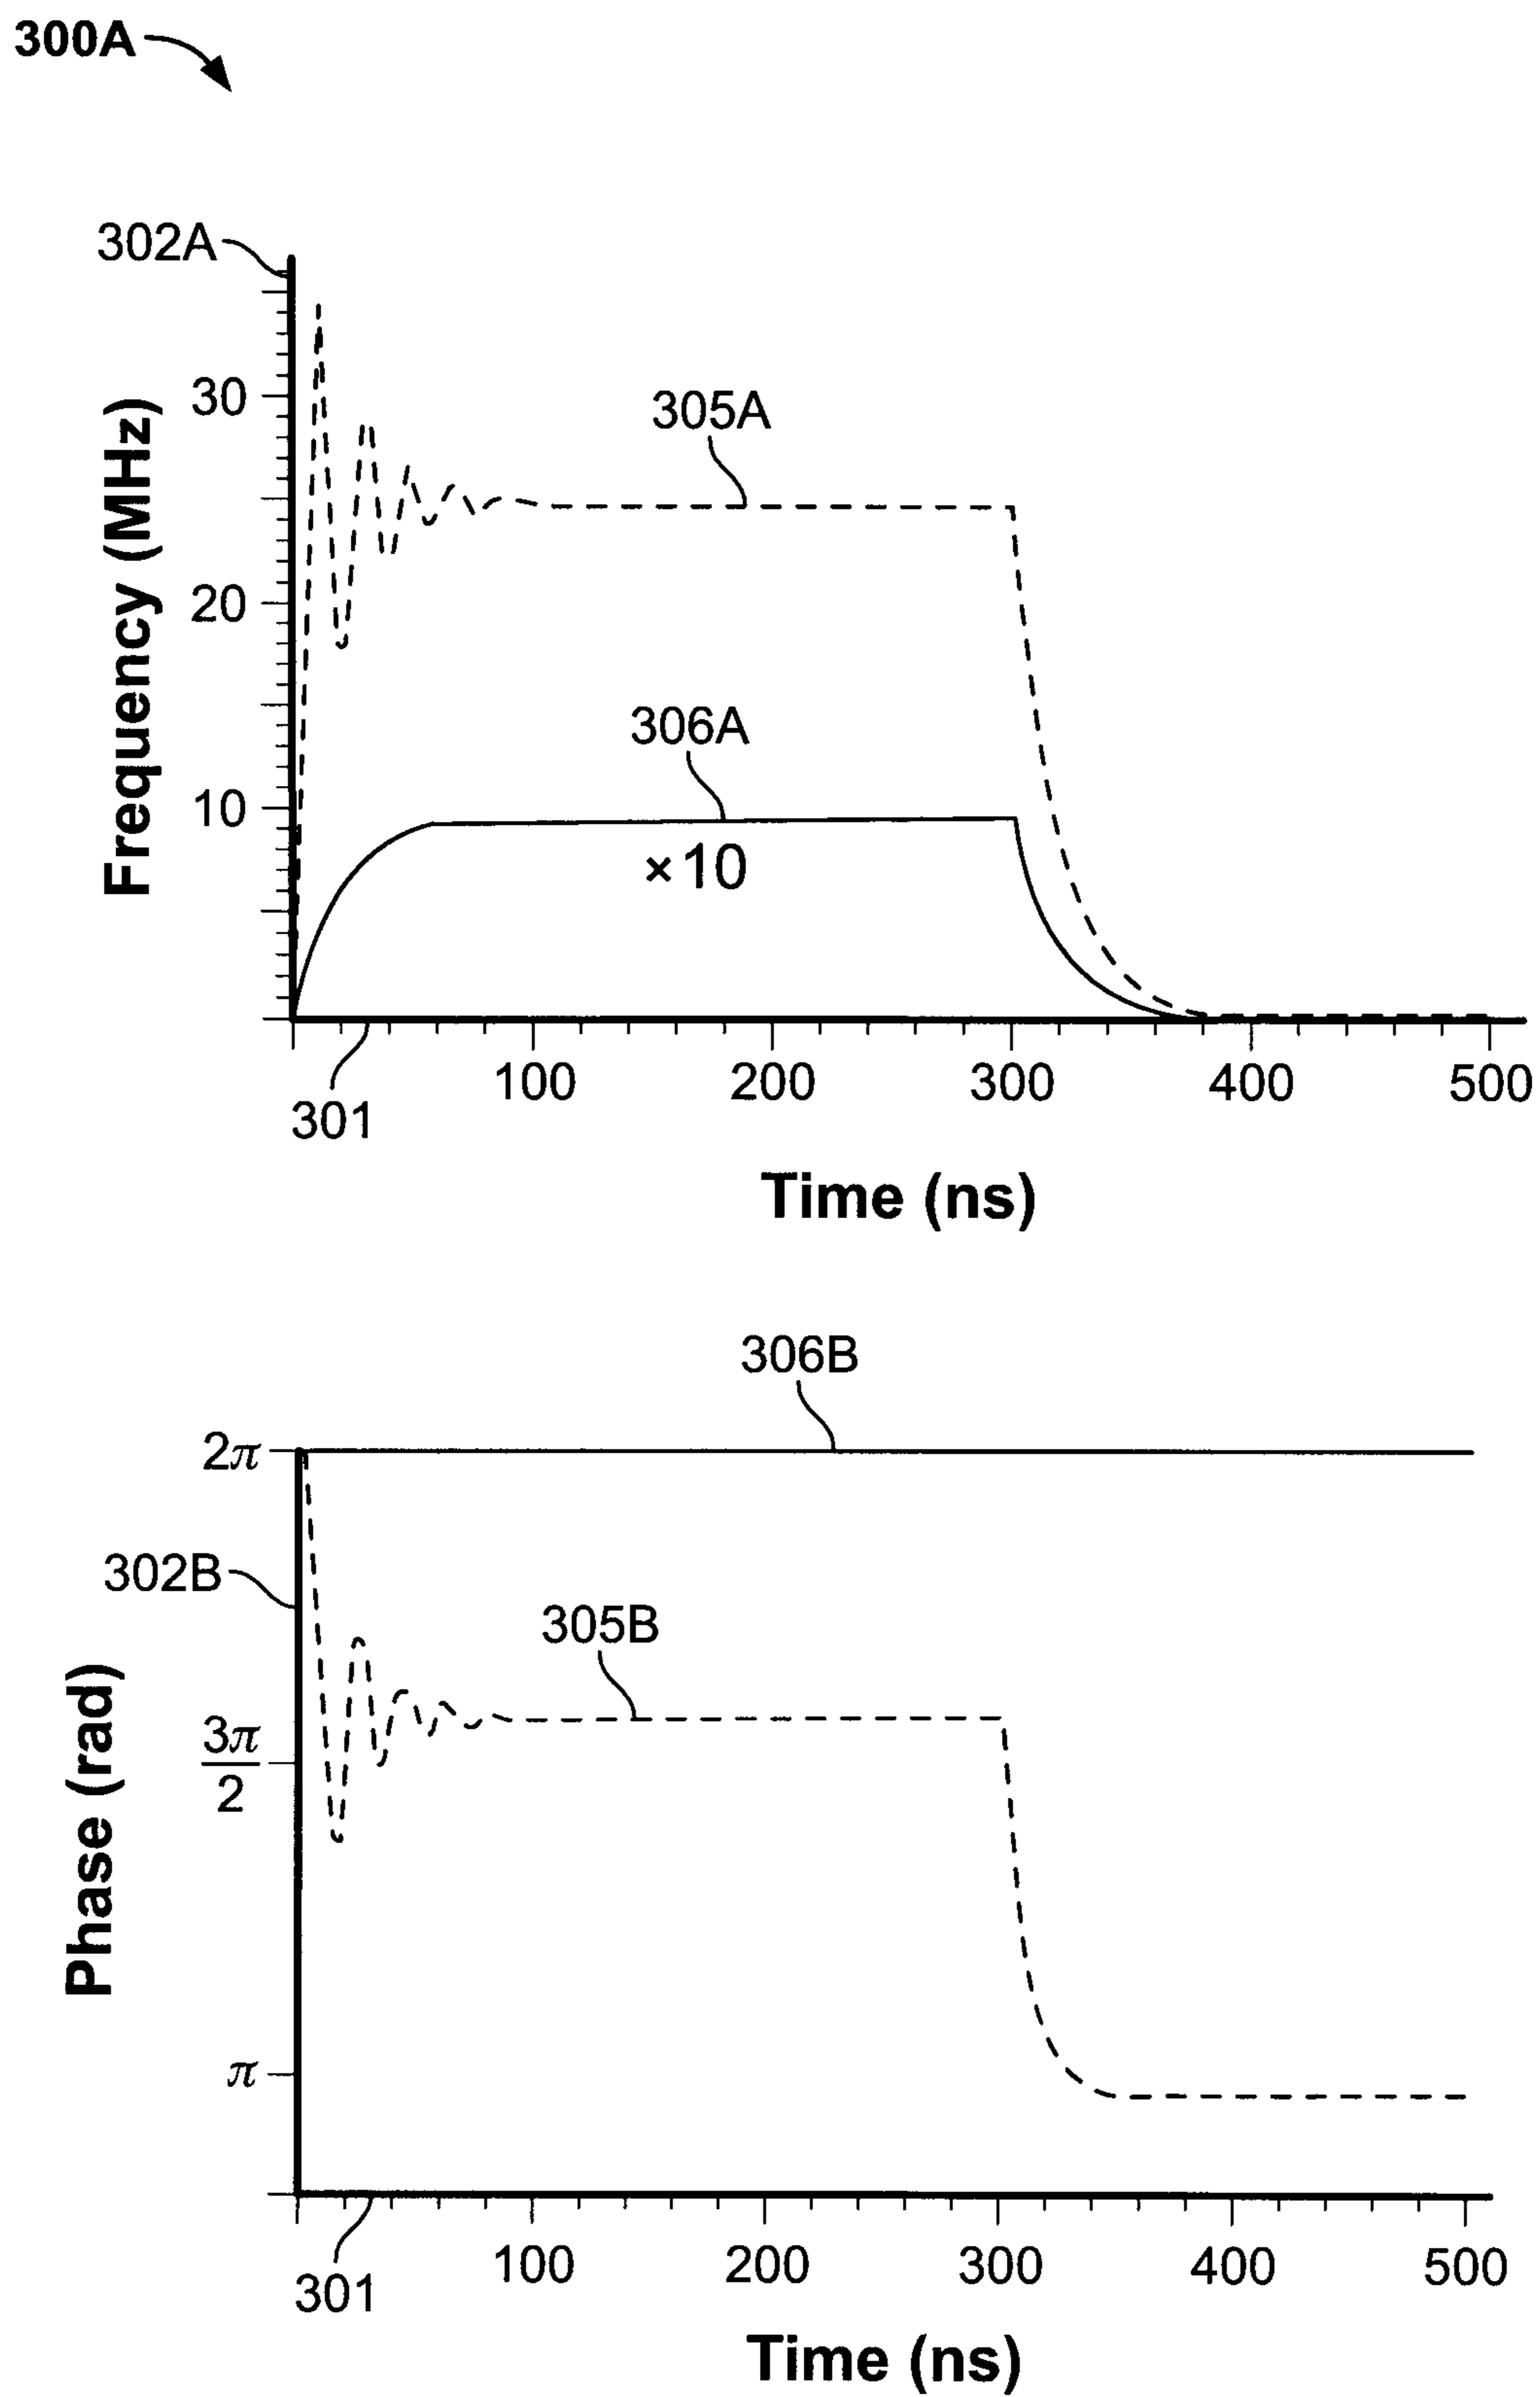 300A
302A
Frequency (MHz)
30
20
10
305A
306A
×10
100 200 300 400 500
301
Time (ns)
306B
2π
302B
305B
Phase (rad)
3π
2
π
100 200 300 400 500
301
Time (ns)